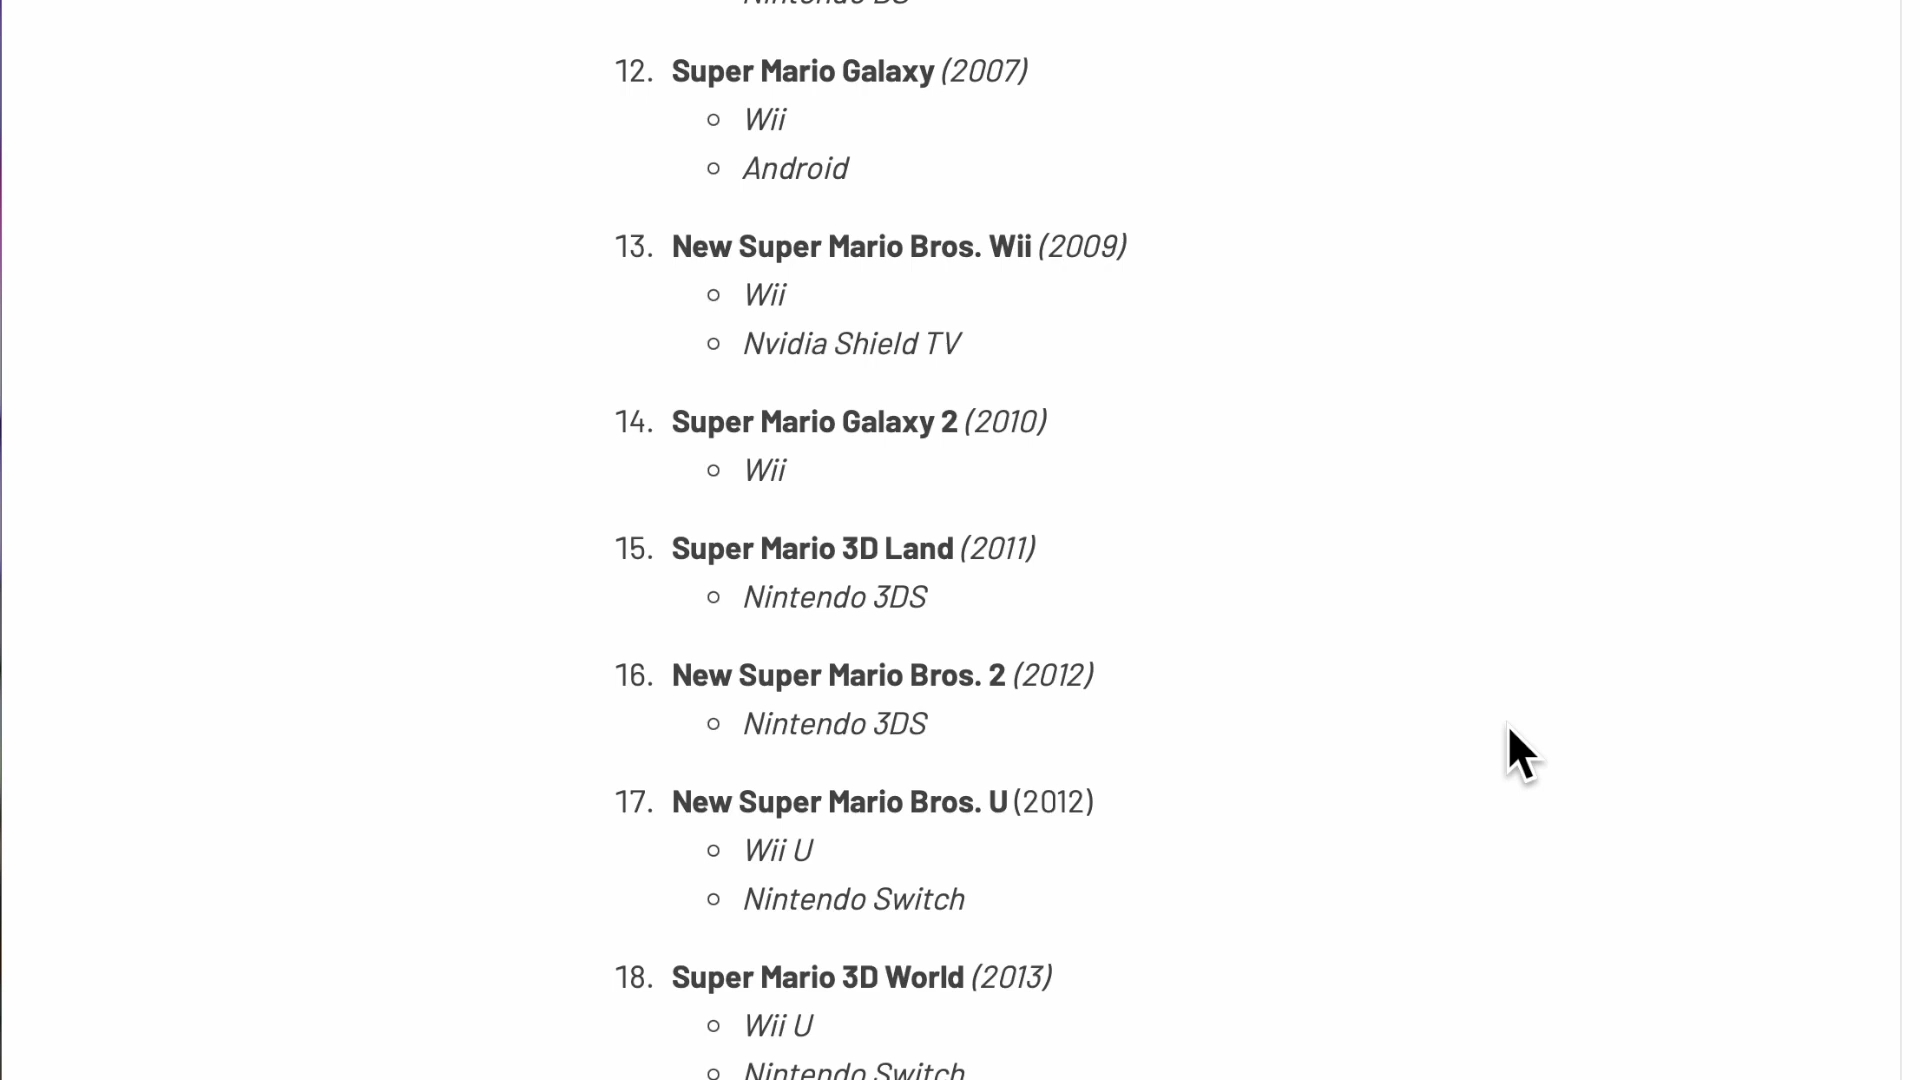 Nintendo DS
12. Super Mario Galaxy (2007)
Wii
Android
13. New Super Mario Bros. Wii (2009)
Wii
Nvidia Shield TV
14. Super Mario Galaxy 2 (2010)
Wii
15. Super Mario 3D Land (2011)
Nintendo 3DS
16. New Super Mario Bros. 2 (2012)
Nintendo 3DS
17. New Super Mario Bros. U (2012)
Wii U
Nintendo Switch
18. Super Mario 3D World (2013)
Wii U
Nintendo Switch